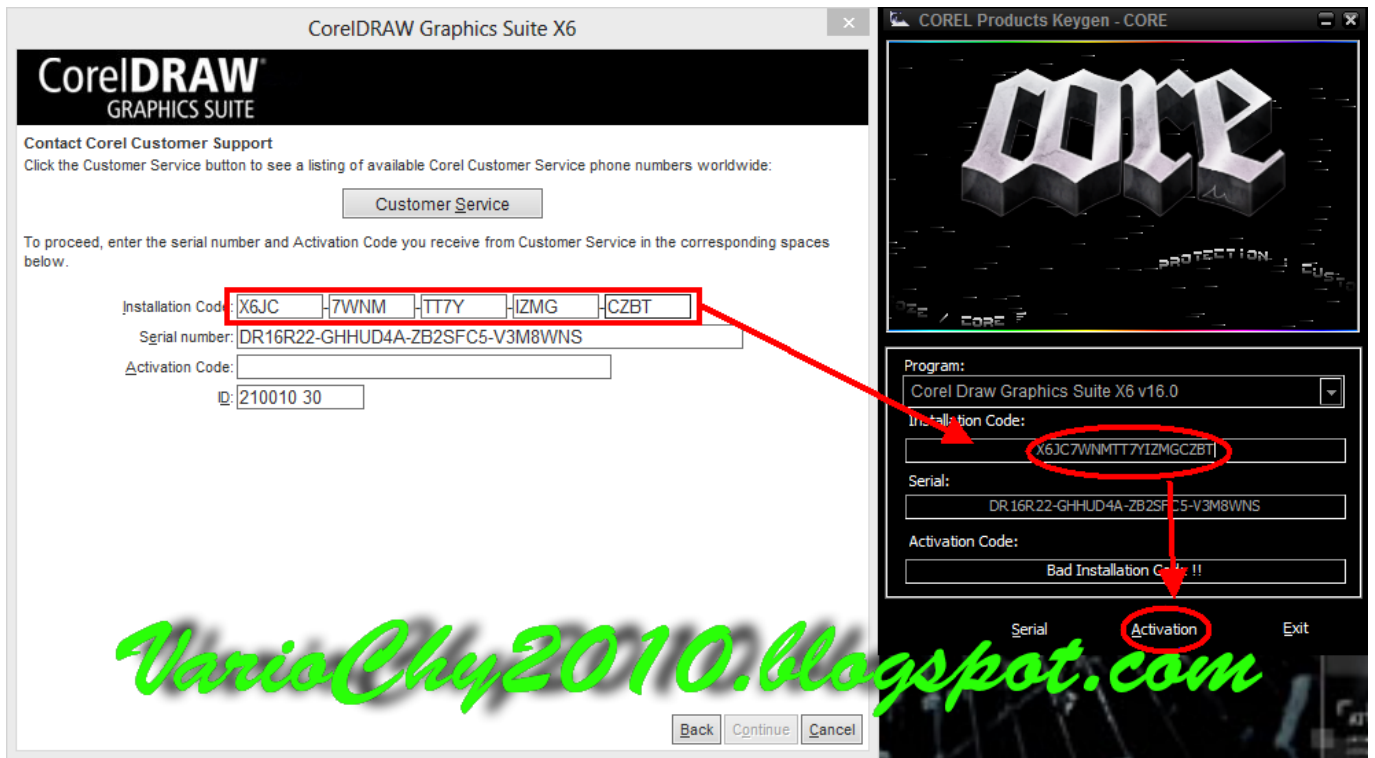 CorelDRAW Graphics Suite X6
CorelDRAW
GRAPHICS SUITE
Contact Corel Customer Support
Click the Customer Service button to see a listing of available Corel Customer Service phone numbers worldwide:
Customer Service
To proceed, enter the serial number and Activation Code you receive from Customer Service in the corresponding spaces
below.
Installation Code: X6JC -7WNM -TT7Y -IZMG -CZBT
Serial number: DR16R22-GHHUD4A-ZB2SFC5-V3M8WNS
Activation Code:
ID: 210010 30
Back Continue Cancel
COREL Products Keygen - CORE
core
PROTECTION : CUSTO
OZE / CORE
Program:
Corel Draw Graphics Suite X6 v16.0
Installation Code:
X6JC7WNMTT7YIZMGCZBT
Serial:
DR16R22-GHHUD4A-ZB2SFC5-V3M8WNS
Activation Code:
Bad Installation Code !!
Serial Activation Exit
VarioChy2010.blogspot.com